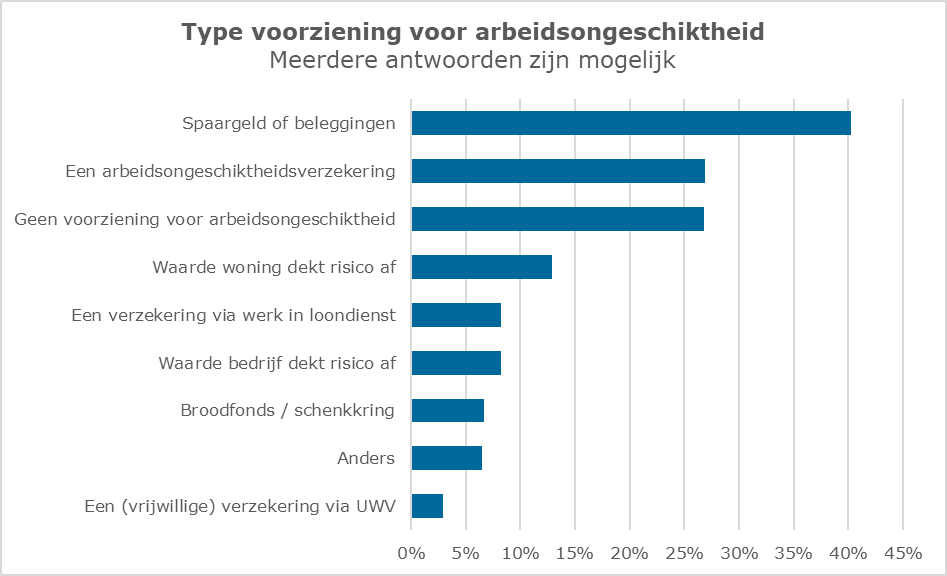 Type voorziening voor arbeidsongeschiktheid
Meerdere antwoorden zijn mogelijk
Spaargeld of beleggingen
Een arbeidsongeschiktheidsverzekering
Geen voorziening voor arbeidsongeschiktheid
Waarde woning dekt risico af
Een verzekering via werk in loondienst
Waarde bedrijf dekt risico af
Broodfonds / schenkkring
Anders
Een (vrijwillige) verzekering via UWV
0% 5% 10% 15% 20% 25% 30% 35% 40% 45%